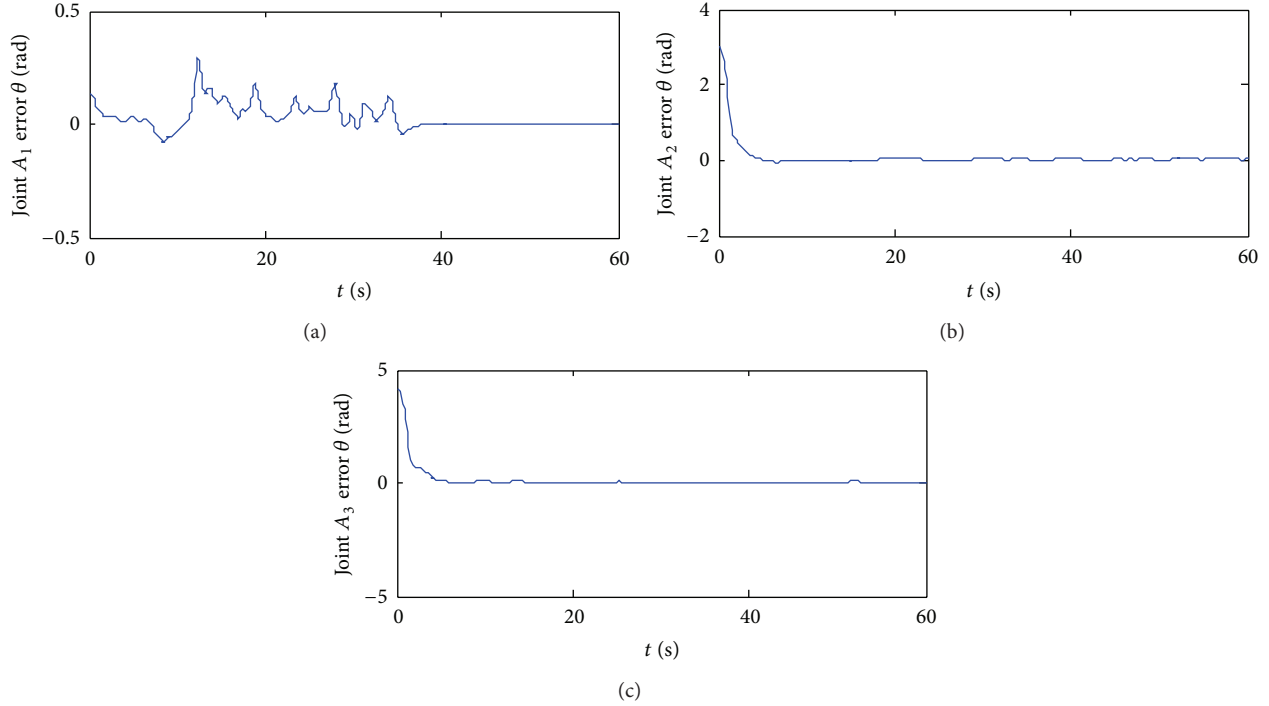 Joint A₁ error θ (rad)
0.5
0
−0.5
0
20
40
60
t (s)
(a)
Joint A₂ error θ (rad)
4
2
0
−2
0
20
40
60
t (s)
(b)
Joint A₃ error θ (rad)
5
0
−5
0
20
40
60
t (s)
(c)